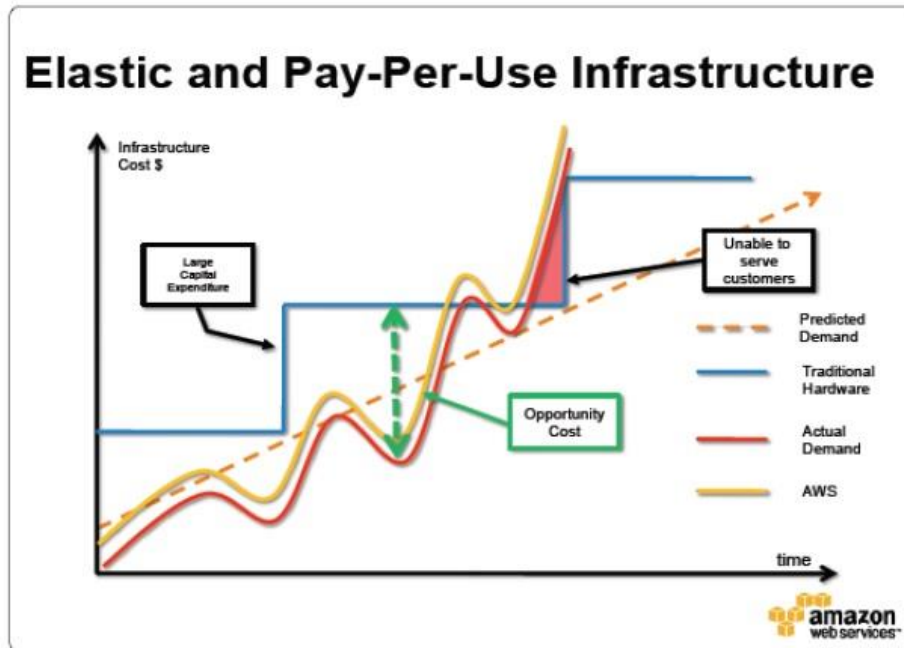 Elastic and Pay-Per-Use Infrastructure
Infrastructure
Cost $
Large
Capital
Expenditure
Unable to
serve
customers
Opportunity
Cost
Predicted
Demand
Traditional
Hardware
Actual
Demand
AWS
time
amazon
web services™